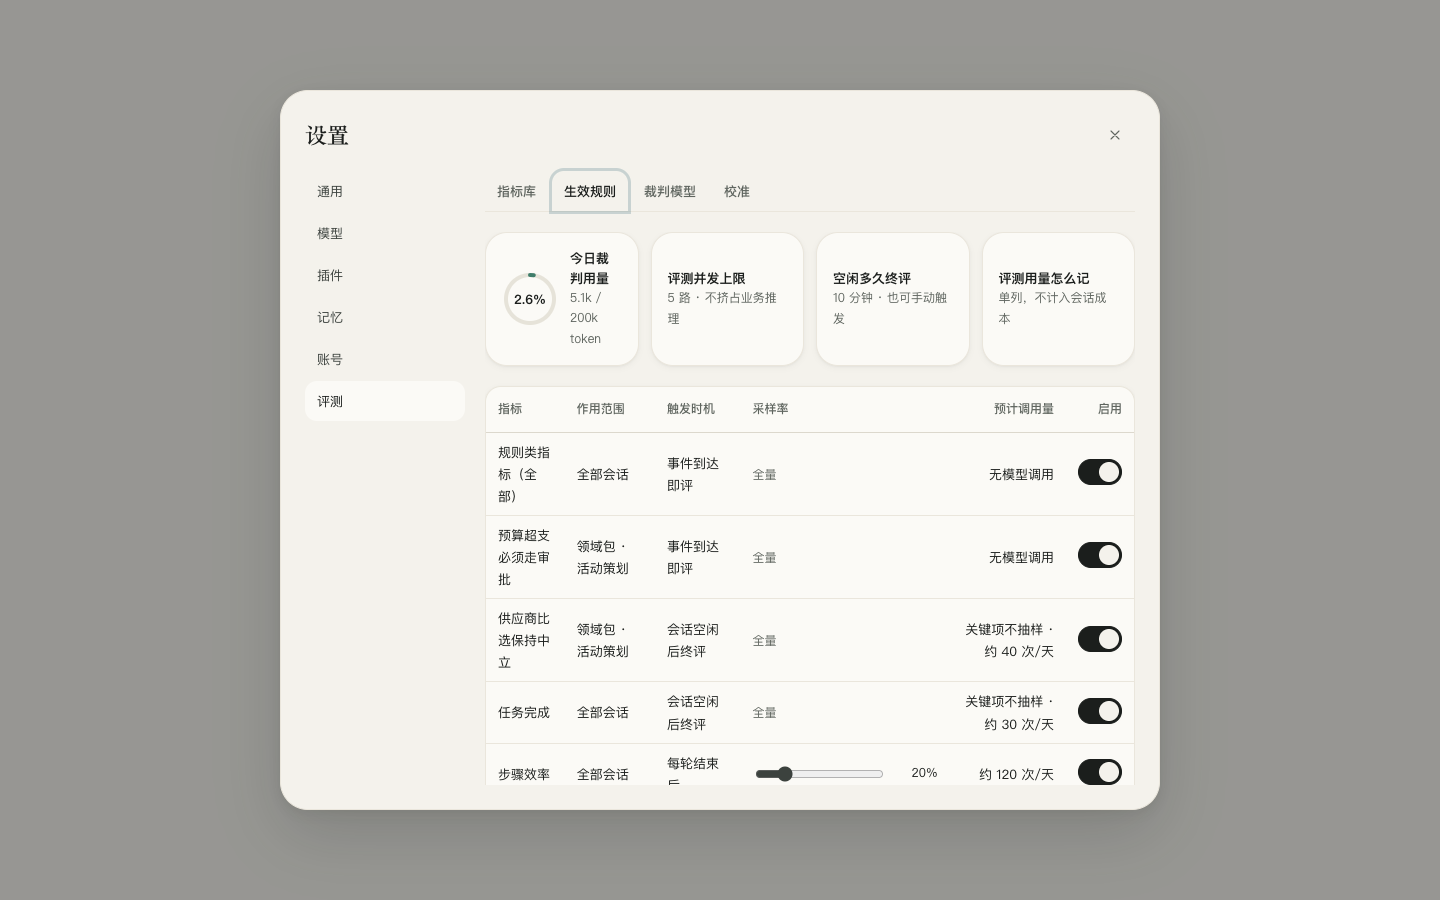 设置
通用
模型
插件
记忆
账号
评测
指标库 生效规则 裁判模型 校准
2.6%
今日裁
判用量
5.1k /
200k
token
评测并发上限
5 路 · 不挤占业务推
理
空闲多久终评
10 分钟 · 也可手动触
发
评测用量怎么记
单列，不计入会话成
本
指标 作用范围 触发时机 采样率 预计调用量 启用
规则类指
标（全
部）
全部会话
事件到达
即评
全量
无模型调用
预算超支
必须走审
批
领域包 ·
活动策划
事件到达
即评
全量
无模型调用
供应商比
选保持中
立
领域包 ·
活动策划
会话空闲
后终评
全量
关键项不抽样 ·
约 40 次/天
任务完成
全部会话
会话空闲
后终评
全量
关键项不抽样 ·
约 30 次/天
步骤效率
全部会话
每轮结束
后
20%
约 120 次/天